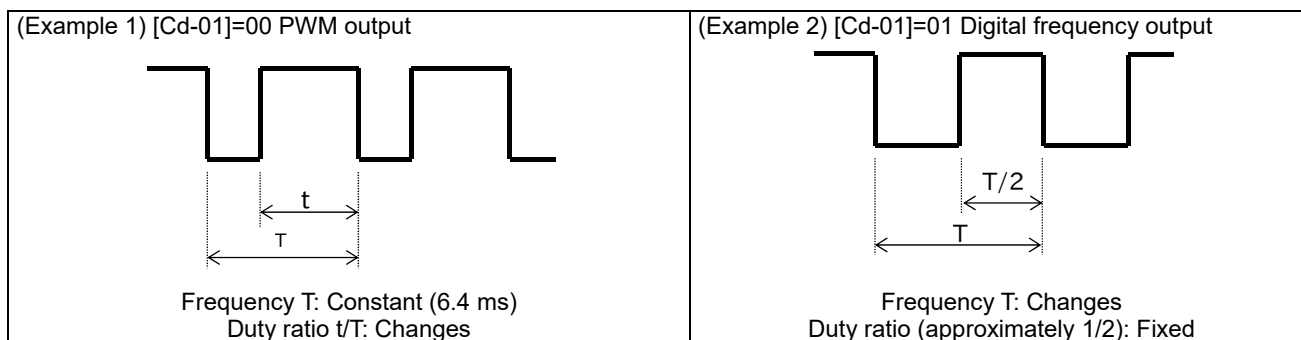 (Example 1) [Cd-01]=00 PWM output
t
T
Frequency T: Constant (6.4 ms)
Duty ratio t/T: Changes
(Example 2) [Cd-01]=01 Digital frequency output
T/2
T
Frequency T: Changes
Duty ratio (approximately 1/2): Fixed